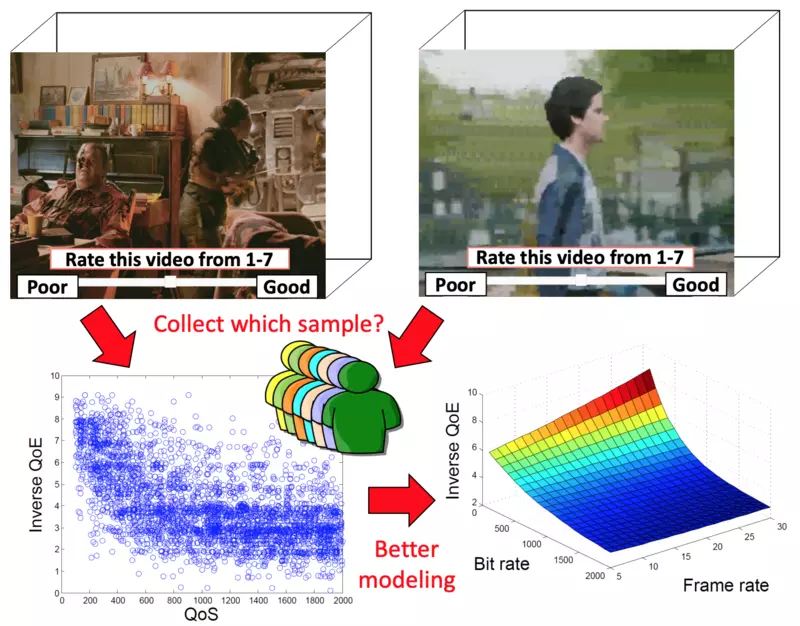 Rate this video from 1-7
Poor
Good
Rate this video from 1-7
Poor
Good
Collect which sample?
10
9
8
7
6
5
4
3
2
1
0
Inverse QoE
0 200 400 600 800 1000 1200 1400 1600 1800 2000
QoS
Better
modeling
10
8
6
4
2
Inverse QoE
0
500
1000
1500
2000
Bit rate
5
10
15
20
25
30
Frame rate